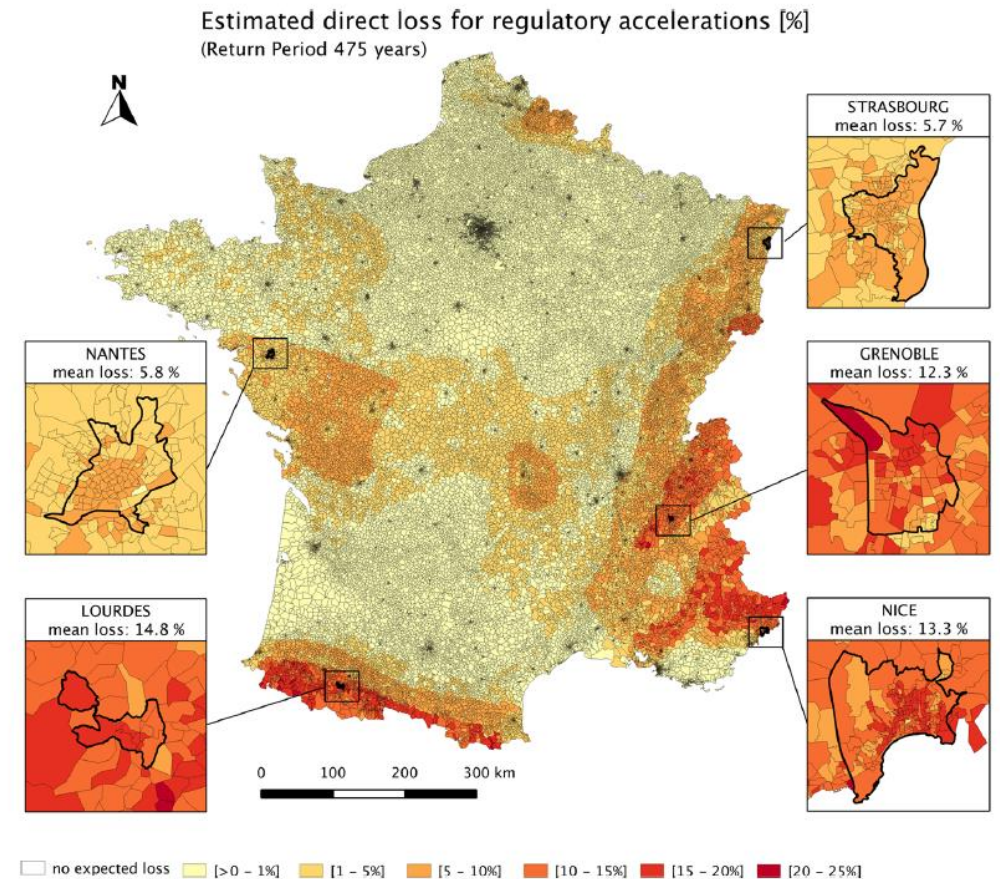 Estimated direct loss for regulatory accelerations [%]
(Return Period 475 years)
N
STRASBOURG
mean loss: 5.7 %
NANTES
mean loss: 5.8 %
GRENOBLE
mean loss: 12.3 %
LOURDES
mean loss: 14.8 %
NICE
mean loss: 13.3 %
0 100 200 300 km
no expected loss [>0 - 1%] [1 - 5%] [5 - 10%] [10 - 15%] [15 - 20%] [20 - 25%]